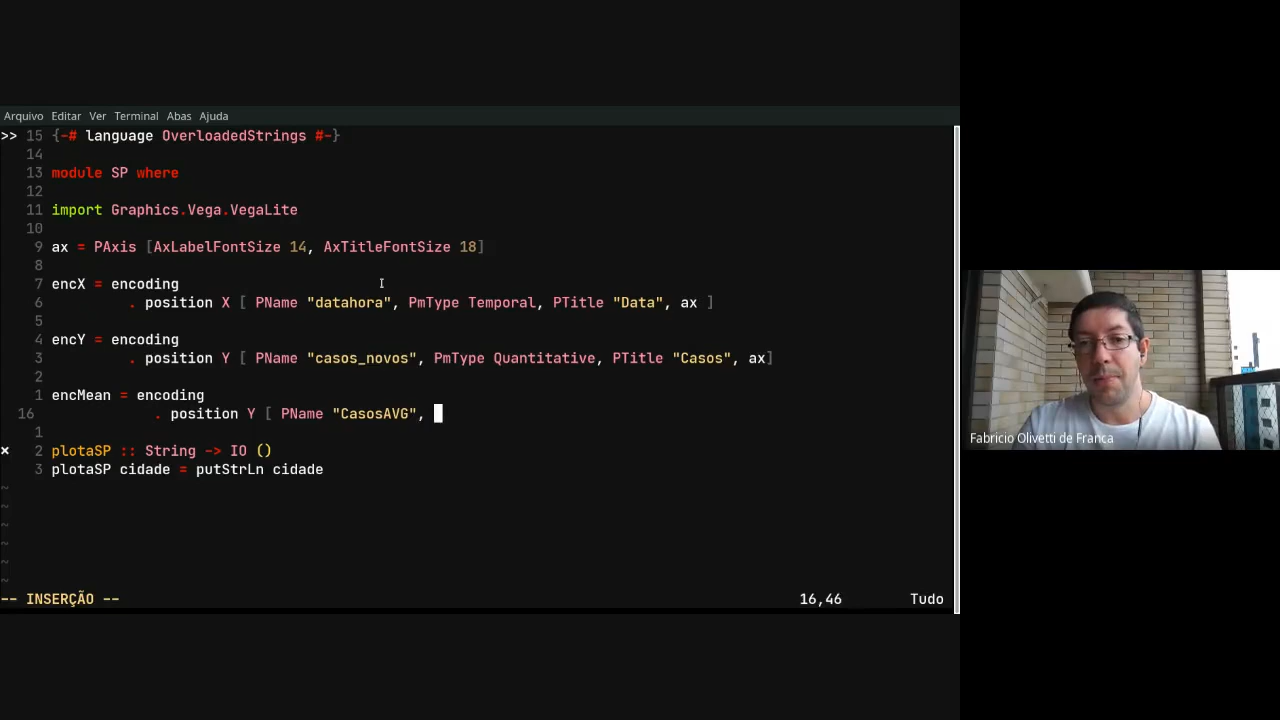 Arquivo Editar Ver Terminal Abas Ajuda
>> 15 {-# language OverloadedStrings #-}
14
13 module SP where
12
11 import Graphics.Vega.VegaLite
10
9 ax = PAxis [AxLabelFontSize 14, AxTitleFontSize 18]
8
7 encX = encoding
6 . position X [ PName "datahora", PmType Temporal, PTitle "Data", ax ]
5
4 encY = encoding
3 . position Y [ PName "casos_novos", PmType Quantitative, PTitle "Casos", ax]
2
1 encMean = encoding
16 . position Y [ PName "CasosAVG",
1
× 2 plotaSP :: String -> IO ()
3 plotaSP cidade = putStrLn cidade
~
~
~
~
~
~
-- INSERÇÃO -- 16,46 Tudo
Fabricio Olivetti de Franca